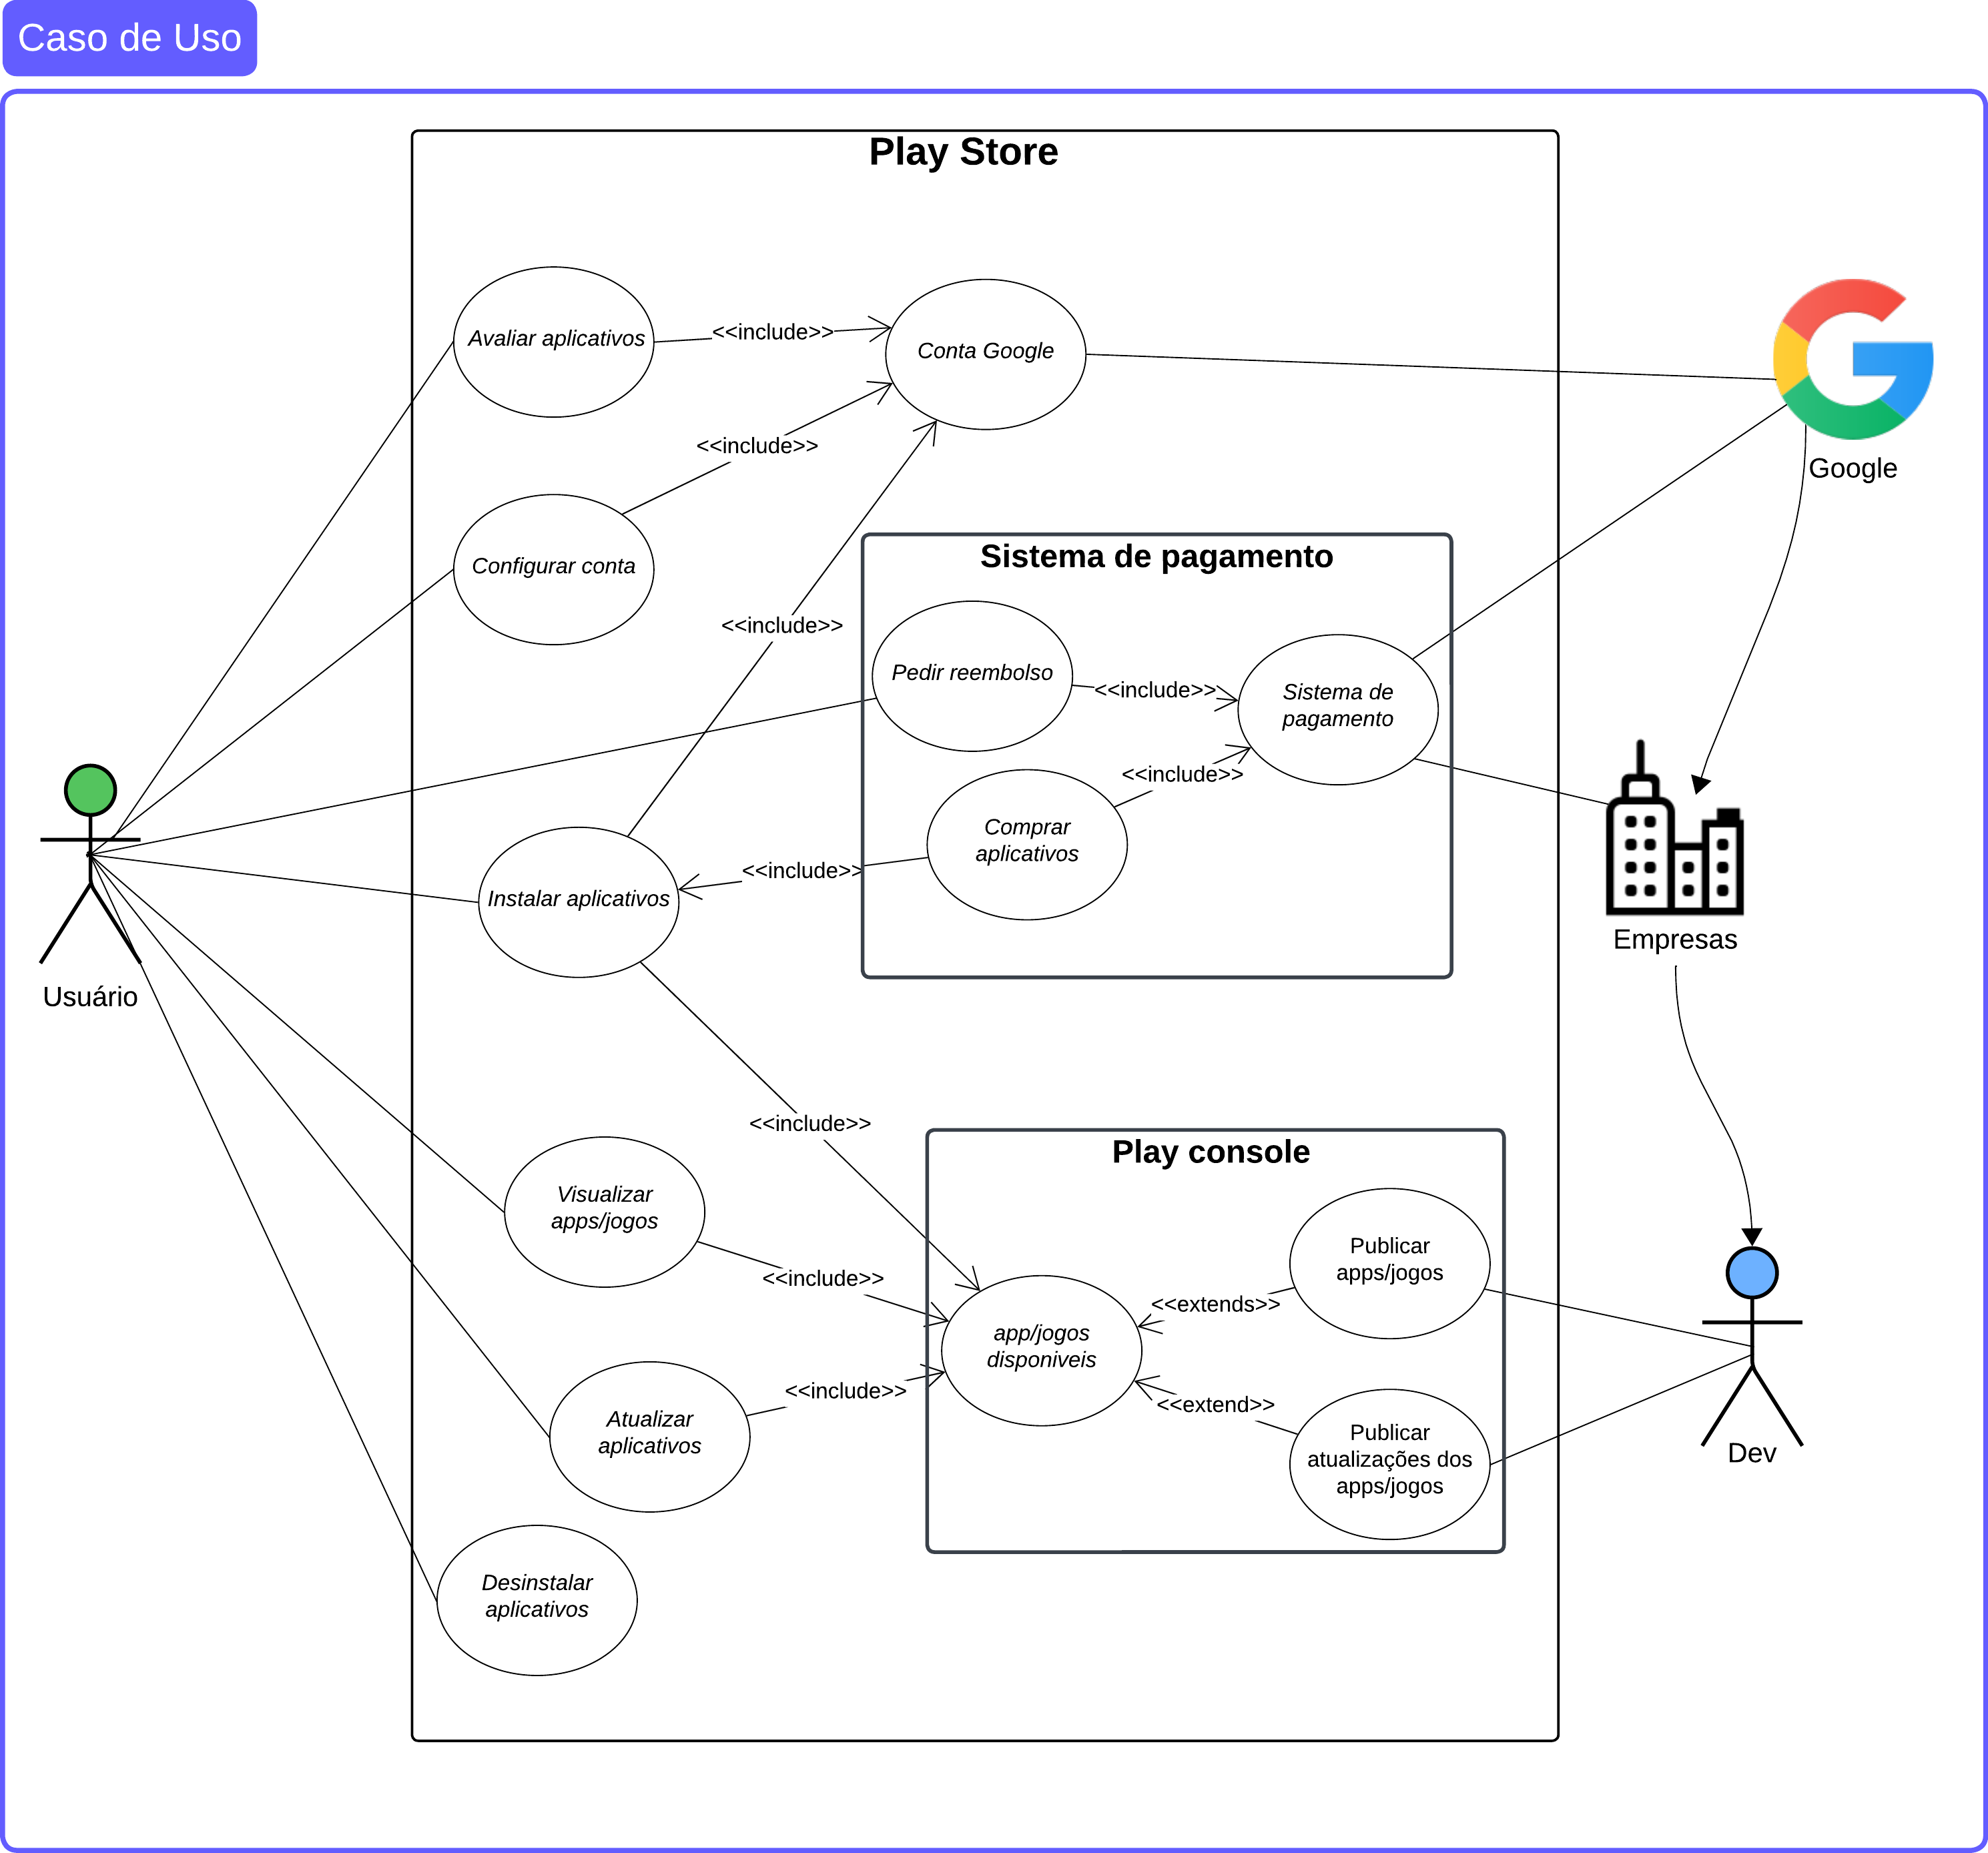 Caso de Uso
Play Store
Avaliar aplicativos
<<include>>
Conta Google
Google
<<include>>
Configurar conta
<<include>>
Sistema de pagamento
Pedir reembolso
<<include>>
Sistema de
pagamento
<<include>>
Comprar
aplicativos
<<include>>
Instalar aplicativos
Empresas
Usuário
<<include>>
Play console
Visualizar
apps/jogos
<<include>>
Publicar
apps/jogos
<<extends>>
app/jogos
disponiveis
<<include>>
<<extend>>
Atualizar
aplicativos
Publicar
atualizações dos
apps/jogos
Dev
Desinstalar
aplicativos